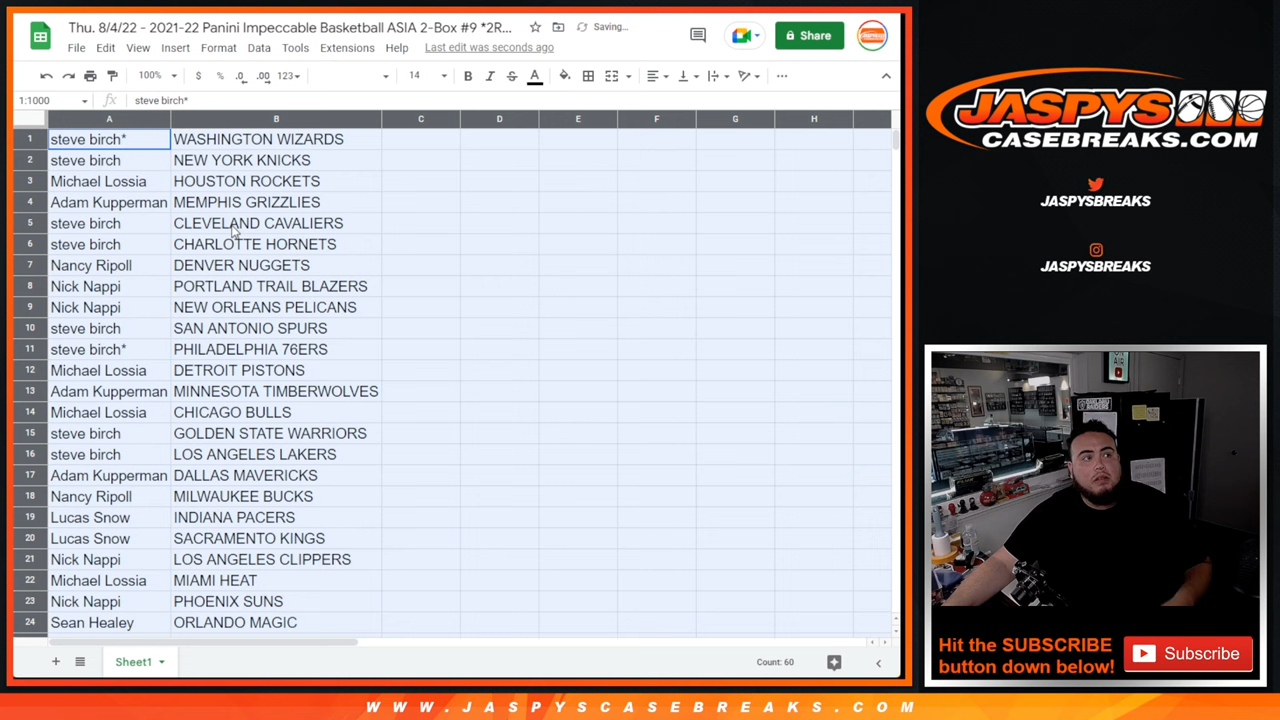 Thu. 8/4/22 - 2021-22 Panini Impeccable Basketball ASIA 2-Box #9 *2R...
Saving...
File Edit View Insert Format Data Tools Extensions Help Last edit was seconds ago
Share
100% $ % .0 .00 123 14 B I S A
1:1000 fx steve birch*
A B C D E F G H
1 steve birch* WASHINGTON WIZARDS
2 steve birch NEW YORK KNICKS
3 Michael Lossia HOUSTON ROCKETS
4 Adam Kupperman MEMPHIS GRIZZLIES
5 steve birch CLEVELAND CAVALIERS
6 steve birch CHARLOTTE HORNETS
7 Nancy Ripoll DENVER NUGGETS
8 Nick Nappi PORTLAND TRAIL BLAZERS
9 Nick Nappi NEW ORLEANS PELICANS
10 steve birch SAN ANTONIO SPURS
11 steve birch* PHILADELPHIA 76ERS
12 Michael Lossia DETROIT PISTONS
13 Adam Kupperman MINNESOTA TIMBERWOLVES
14 Michael Lossia CHICAGO BULLS
15 steve birch GOLDEN STATE WARRIORS
16 steve birch LOS ANGELES LAKERS
17 Adam Kupperman DALLAS MAVERICKS
18 Nancy Ripoll MILWAUKEE BUCKS
19 Lucas Snow INDIANA PACERS
20 Lucas Snow SACRAMENTO KINGS
21 Nick Nappi LOS ANGELES CLIPPERS
22 Michael Lossia MIAMI HEAT
23 Nick Nappi PHOENIX SUNS
24 Sean Healey ORLANDO MAGIC
Sheet1
Count: 60
JASPYS
CASEBREAKS.COM
JASPYSBREAKS
JASPYSBREAKS
Hit the SUBSCRIBE
button down below!
Subscribe
WWW.JASPYSCASEBREAKS.COM